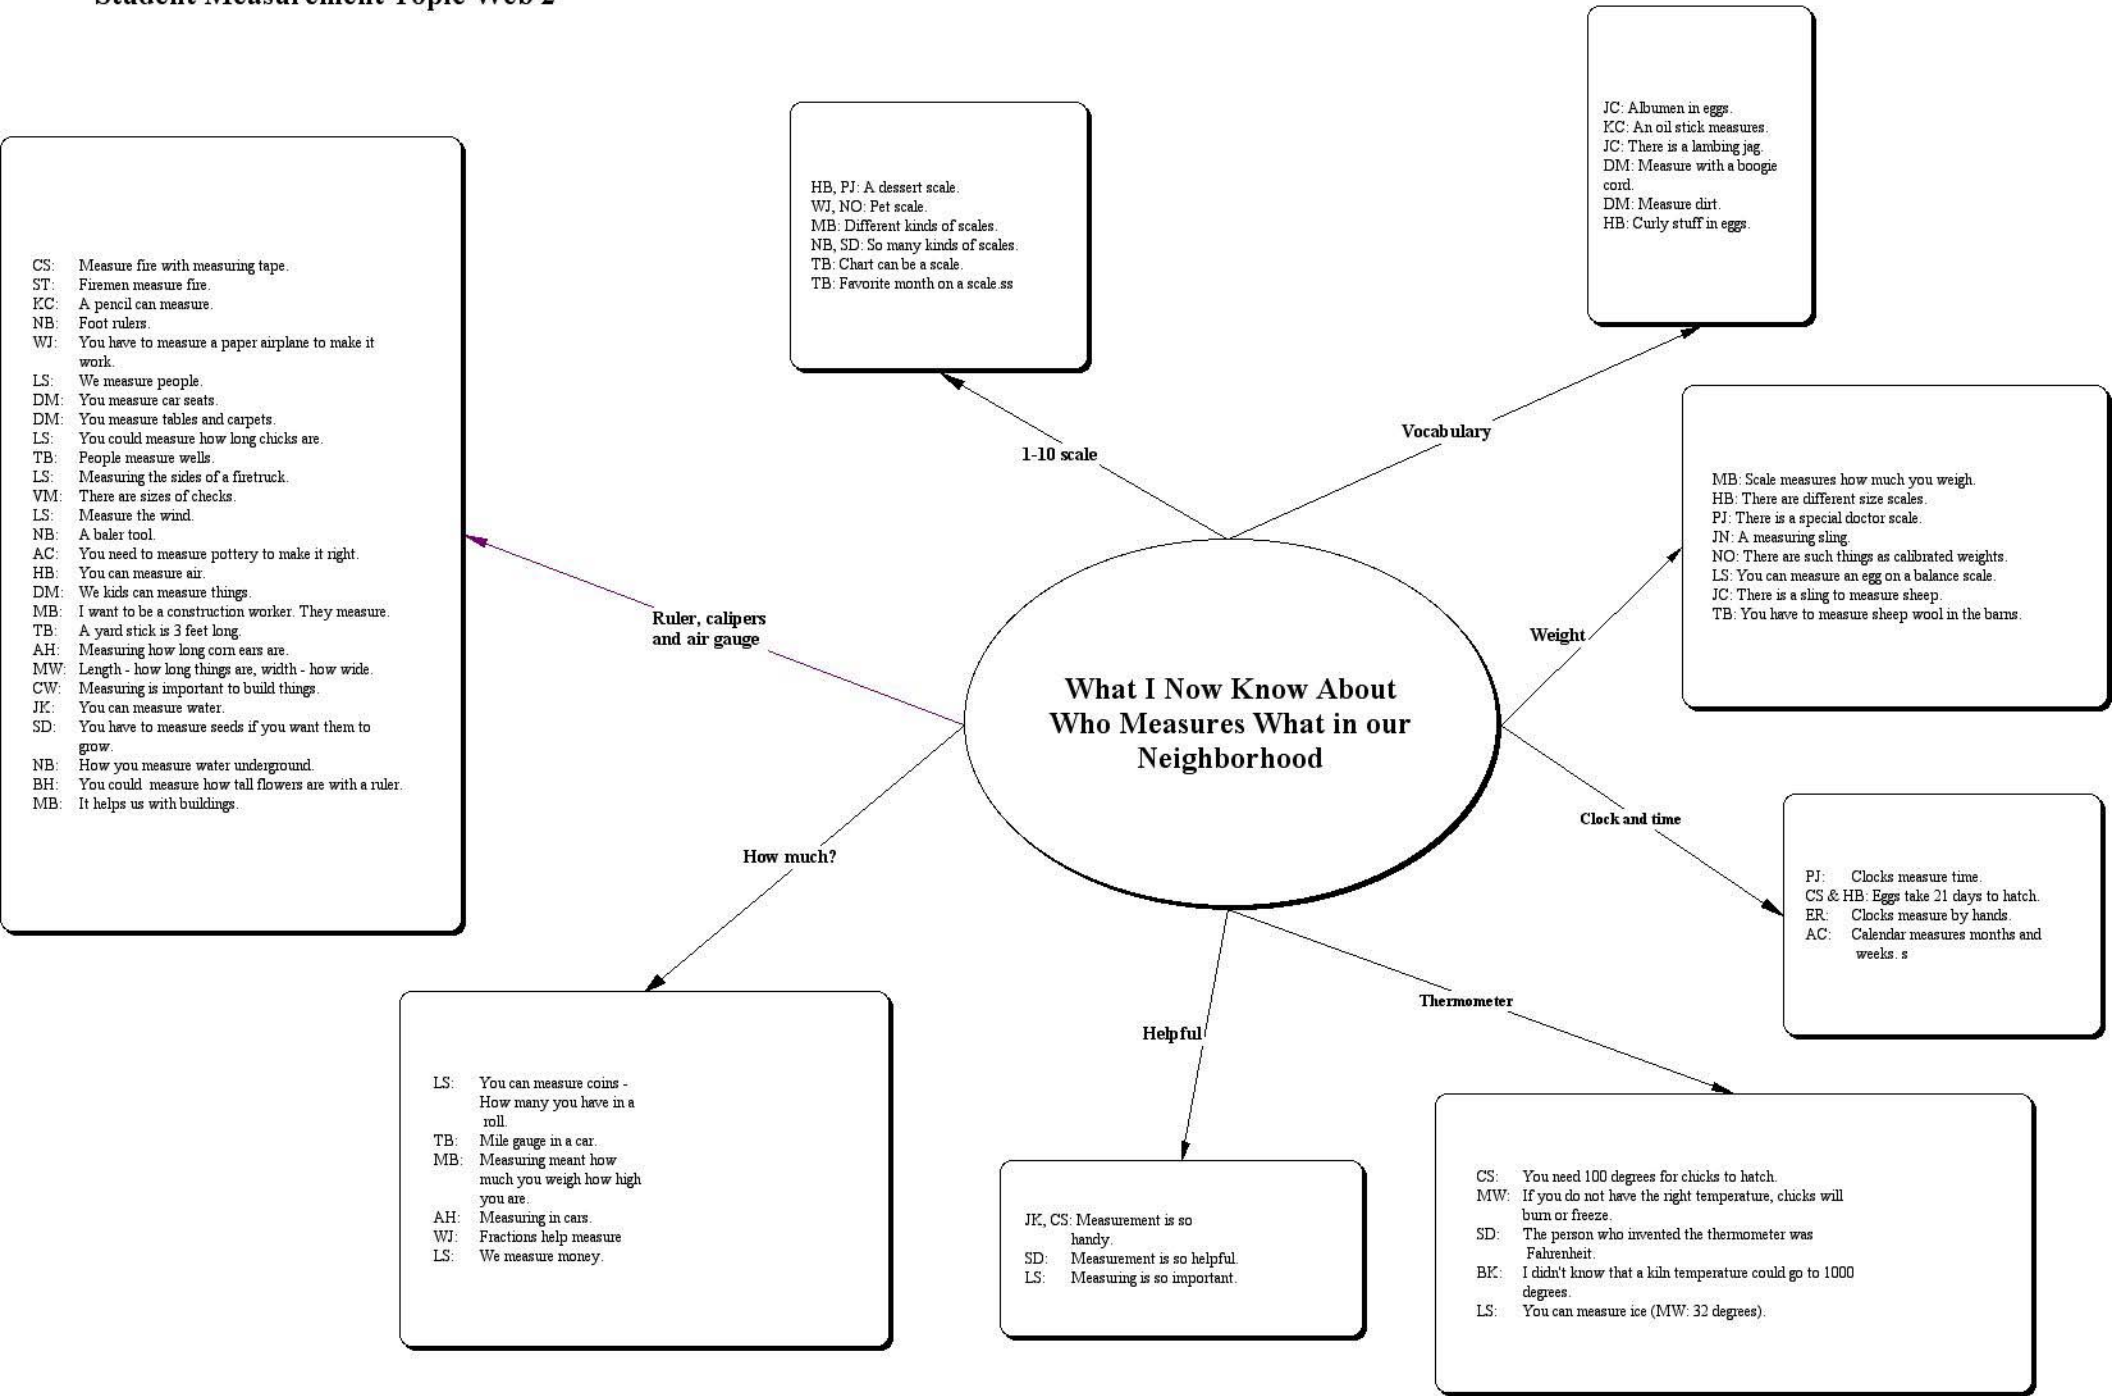 Student Measurement Topic Web 2
JC: Albumen in eggs.
KC: An oil stick measures.
JC: There is a lambing jag.
DM: Measure with a boogie
cord.
DM: Measure dirt.
HB: Curly stuff in eggs.
HB, PJ: A dessert scale.
WJ, NO: Pet scale.
MB: Different kinds of scales.
NB, SD: So many kinds of scales.
TB: Chart can be a scale.
TB: Favorite month on a scale.ss
CS: Measure fire with measuring tape.
ST: Firemen measure fire.
KC: A pencil can measure.
NB: Foot rulers.
WJ: You have to measure a paper airplane to make it
work.
LS: We measure people.
DM: You measure car seats.
DM: You measure tables and carpets.
LS: You could measure how long chicks are.
TB: People measure wells.
LS: Measuring the sides of a firetruck.
VM: There are sizes of checks.
LS: Measure the wind.
NB: A baler tool.
AC: You need to measure pottery to make it right.
HB: You can measure air.
DM: We kids can measure things.
MB: I want to be a construction worker. They measure.
TB: A yard stick is 3 feet long.
AH: Measuring how long corn ears are.
MW: Length - how long things are, width - how wide.
CW: Measuring is important to build things.
JK: You can measure water.
SD: You have to measure seeds if you want them to
grow.
NB: How you measure water underground.
BH: You could measure how tall flowers are with a ruler.
MB: It helps us with buildings.
1-10 scale
Vocabulary
MB: Scale measures how much you weigh.
HB: There are different size scales.
PJ: There is a special doctor scale.
JN: A measuring sling.
NO: There are such things as calibrated weights.
LS: You can measure an egg on a balance scale.
JC: There is a sling to measure sheep.
TB: You have to measure sheep wool in the barns.
Ruler, calipers
and air gauge
Weight
What I Now Know About
Who Measures What in our
Neighborhood
Clock and time
How much?
PJ: Clocks measure time.
CS & HB: Eggs take 21 days to hatch.
ER: Clocks measure by hands.
AC: Calendar measures months and
weeks. s
Thermometer
Helpful
LS: You can measure coins -
How many you have in a
roll.
TB: Mile gauge in a car.
MB: Measuring meant how
much you weigh how high
you are.
AH: Measuring in cars.
WJ: Fractions help measure
LS: We measure money.
JK, CS: Measurement is so
handy.
SD: Measurement is so helpful.
LS: Measuring is so important.
CS: You need 100 degrees for chicks to hatch.
MW: If you do not have the right temperature, chicks will
burn or freeze.
SD: The person who invented the thermometer was
Fahrenheit.
BK: I didn't know that a kiln temperature could go to 1000
degrees.
LS: You can measure ice (MW: 32 degrees).